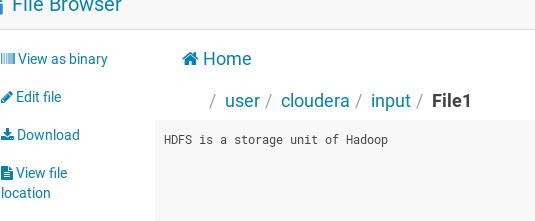 File Browser
View as binary
Home
Edit file
/ user / cloudera / input / File1
Download
HDFS is a storage unit of Hadoop
View file
location